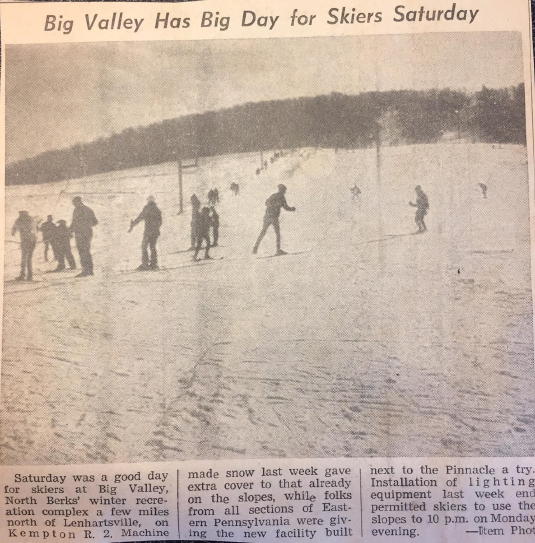 Big Valley Has Big Day for Skiers Saturday
Saturday was a good day
for skiers at Big Valley,
North Berks' winter recre-
ation complex a few miles
north of Lenhartsville, on
Kempton R. 2. Machine
made snow last week gave
extra cover to that already
on the slopes, while folks
from all sections of East-
ern Pennsylvania were giv-
ing the new facility built
next to the Pinnacle a try.
Installation of lighting
equipment last week end
permitted skiers to use the
slopes to 10 p.m. on Monday
evening. —Item Phot